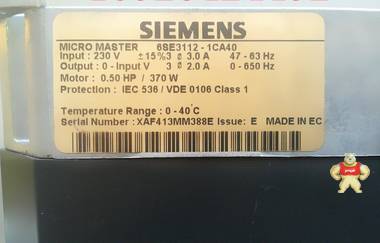 SIEMENS
MICRO MASTER 6SE3112-1CA40
Input : 230 V ±15% ø 3.0 A 47 - 63 Hz
Output : 0 - Input V 3 ø 2.0 A 0 - 650 Hz
Motor : 0.50 HP / 370 W
Protection : IEC 536 / VDE 0106 Class 1
Temperature Range : 0 - 40°C
Serial Number : XAF413MM388E Issue: E MADE IN EC